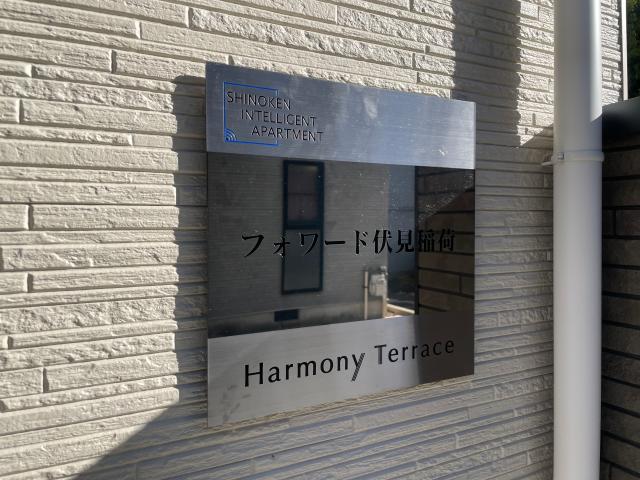 SHINOKEN
INTELLIGENT
APARTMENT
フォワード伏見稲荷
Harmony Terrace